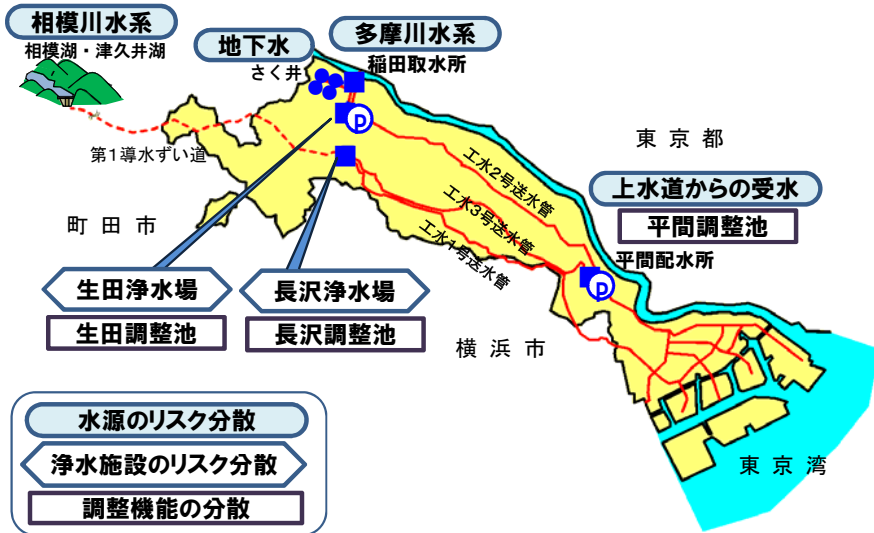 相模川水系
相模湖・津久井湖
地下水
さく井
多摩川水系
稲田取水所
P
東京都
第1導水ずい道
工水2号送水管
工水3号送水管
工水1号送水管
上水道からの受水
平間調整池
平間配水所
P
町田市
生田浄水場
生田調整池
長沢浄水場
長沢調整池
横浜市
水源のリスク分散
浄水施設のリスク分散
調整機能の分散
東京湾